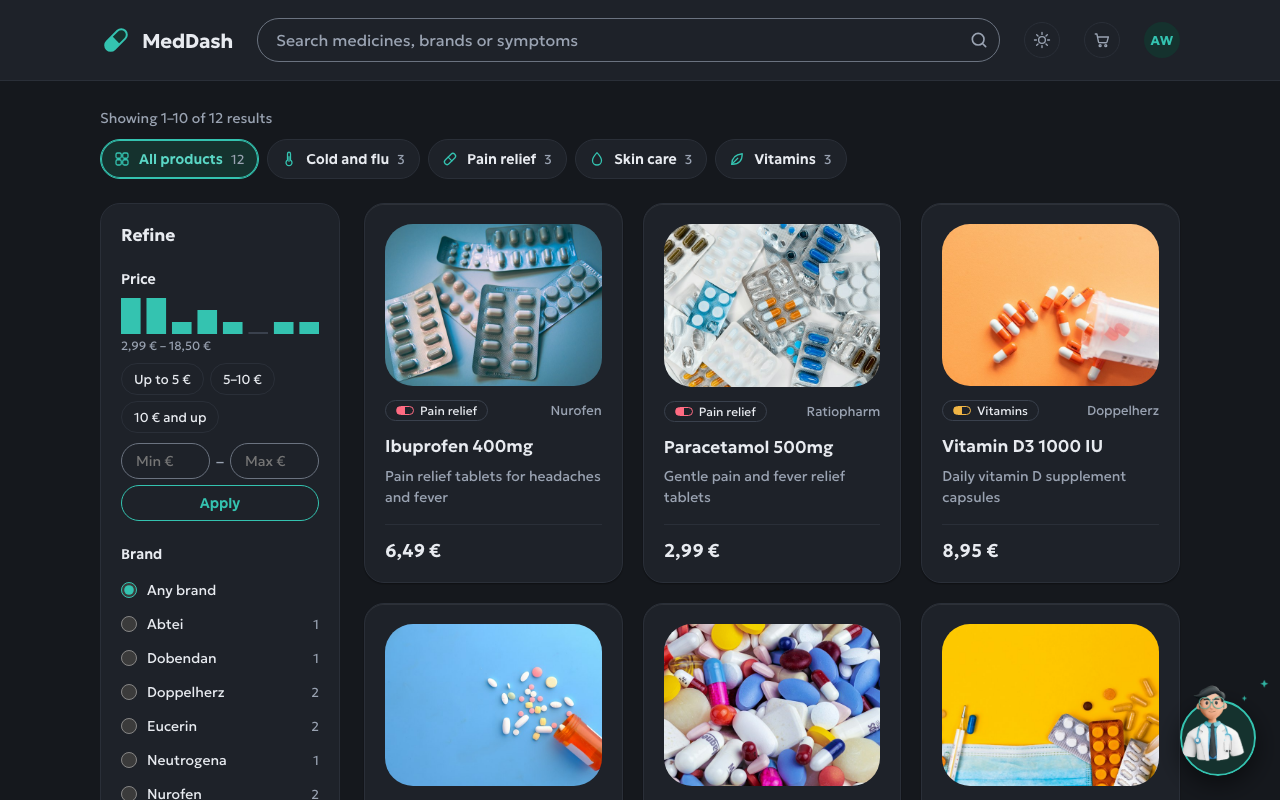 MedDash
Search medicines, brands or symptoms
AW
Showing 1–10 of 12 results
All products 12
Cold and flu 3
Pain relief 3
Skin care 3
Vitamins 3
Refine
Price
2,99 € – 18,50 €
Up to 5 €
5–10 €
10 € and up
Min €
–
Max €
Apply
Brand
Any brand
Abtei 1
Dobendan 1
Doppelherz 2
Eucerin 2
Neutrogena 1
Nurofen 2
Pain relief
Nurofen
Ibuprofen 400mg
Pain relief tablets for headaches
and fever
6,49 €
Pain relief
Ratiopharm
Paracetamol 500mg
Gentle pain and fever relief
tablets
2,99 €
Vitamins
Doppelherz
Vitamin D3 1000 IU
Daily vitamin D supplement
capsules
8,95 €